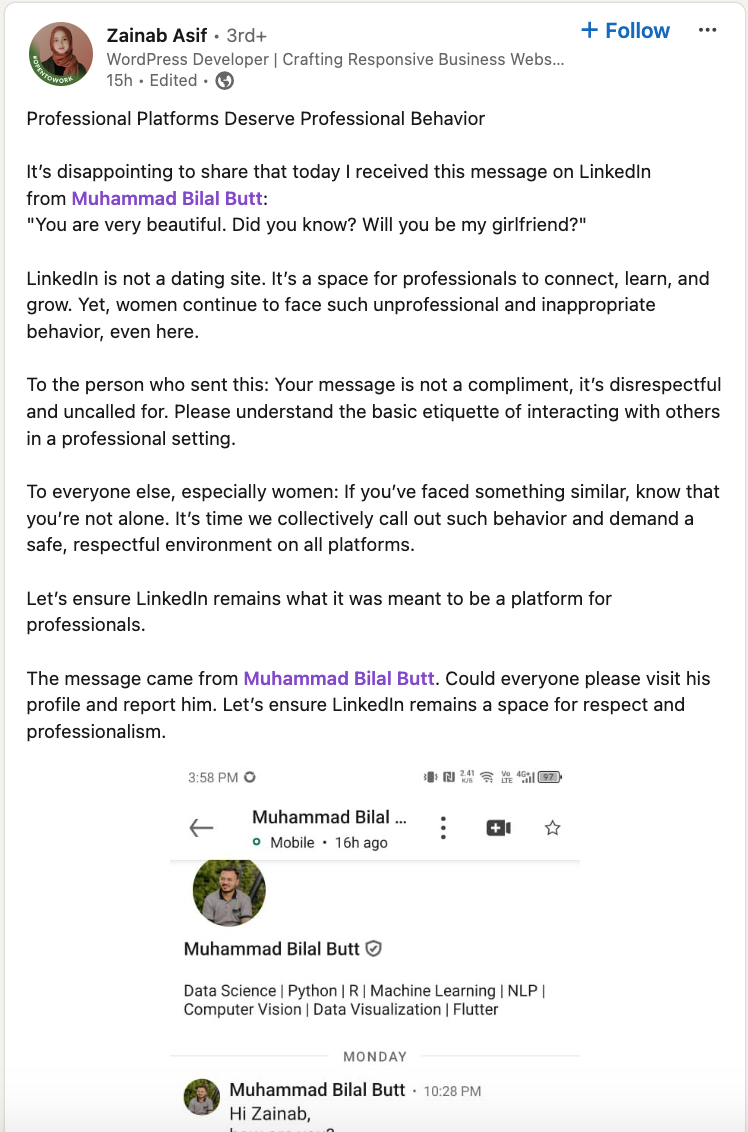 Zainab Asif • 3rd+
+ Follow
WordPress Developer | Crafting Responsive Business Webs...
15h • Edited •
#OPENTOWORK
Professional Platforms Deserve Professional Behavior
It’s disappointing to share that today I received this message on LinkedIn
from Muhammad Bilal Butt:
"You are very beautiful. Did you know? Will you be my girlfriend?"
LinkedIn is not a dating site. It’s a space for professionals to connect, learn, and
grow. Yet, women continue to face such unprofessional and inappropriate
behavior, even here.
To the person who sent this: Your message is not a compliment, it’s disrespectful
and uncalled for. Please understand the basic etiquette of interacting with others
in a professional setting.
To everyone else, especially women: If you’ve faced something similar, know that
you’re not alone. It’s time we collectively call out such behavior and demand a
safe, respectful environment on all platforms.
Let’s ensure LinkedIn remains what it was meant to be a platform for
professionals.
The message came from Muhammad Bilal Butt. Could everyone please visit his
profile and report him. Let’s ensure LinkedIn remains a space for respect and
professionalism.
3:58 PM
2.41 K/S Vo LTE 4G+ 97
Muhammad Bilal ...
Mobile • 16h ago
Muhammad Bilal Butt
Data Science | Python | R | Machine Learning | NLP |
Computer Vision | Data Visualization | Flutter
MONDAY
Muhammad Bilal Butt • 10:28 PM
Hi Zainab,